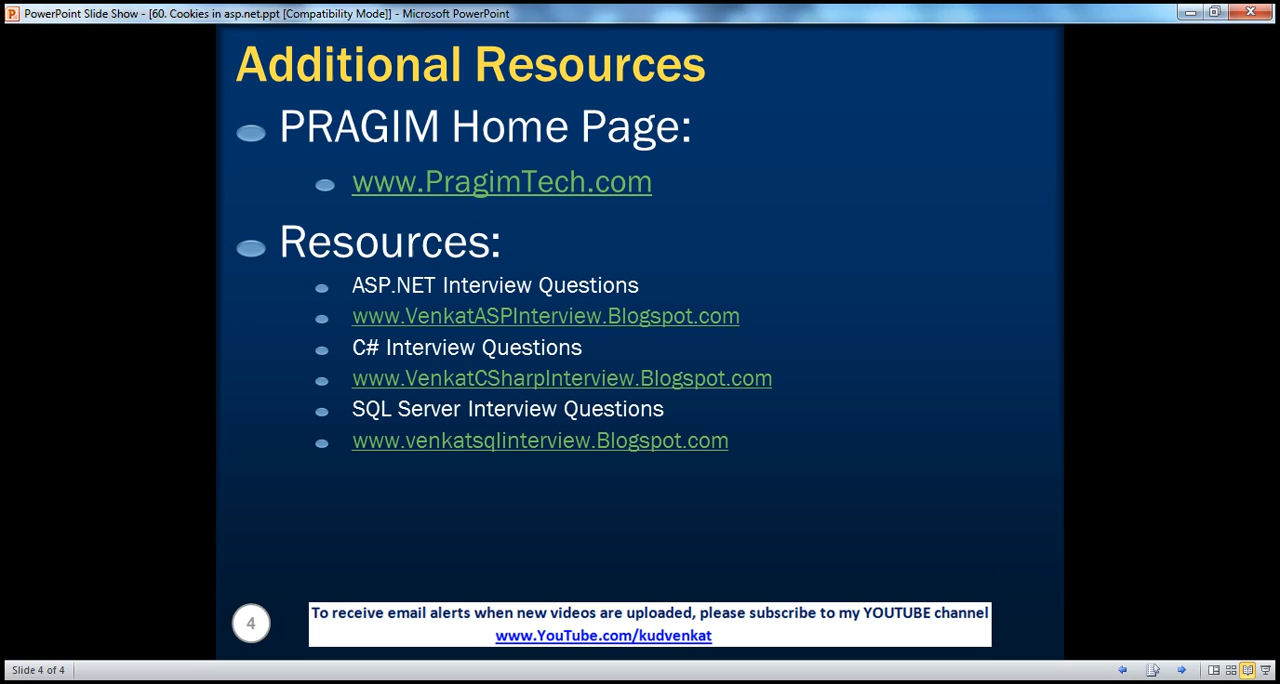 PowerPoint Slide Show - [60. Cookies in asp.net.ppt [Compatibility Mode]] - Microsoft PowerPoint
Additional Resources
PRAGIM Home Page:
www.PragimTech.com
Resources:
ASP.NET Interview Questions
www.VenkatASPInterview.Blogspot.com
C# Interview Questions
www.VenkatCSharpInterview.Blogspot.com
SQL Server Interview Questions
www.venkatsqlinterview.Blogspot.com
4
To receive email alerts when new videos are uploaded, please subscribe to my YOUTUBE channel
www.YouTube.com/kudvenkat
Slide 4 of 4